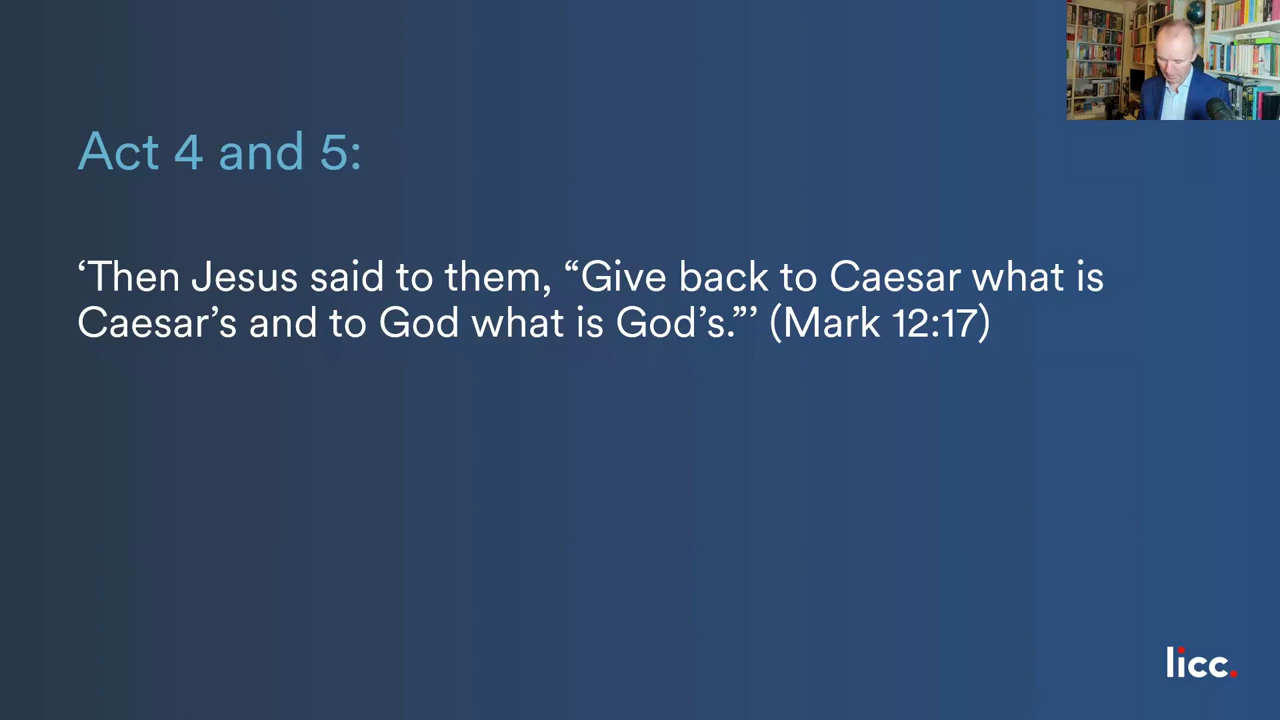 Act 4 and 5:
‘Then Jesus said to them, “Give back to Caesar what is
Caesar’s and to God what is God’s.”’ (Mark 12:17)
licc.